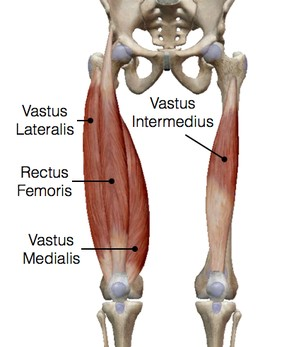 Vastus
Lateralis
Rectus
Femoris
Vastus
Medialis
Vastus
Intermedius